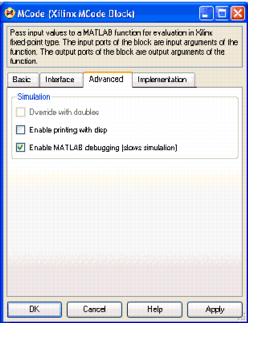 MCode (Xilinx MCode Block)
Pass input values to a MATLAB function for evaluation in Xilinx
fixed-point type. The input ports of the block are input arguments of the
function. The output ports of the block are output arguments of the
function.
Basic Interface Advanced Implementation
Simulation
Override with doubles
Enable printing with disp
Enable MATLAB debugging (slows simulation)
OK Cancel Help Apply